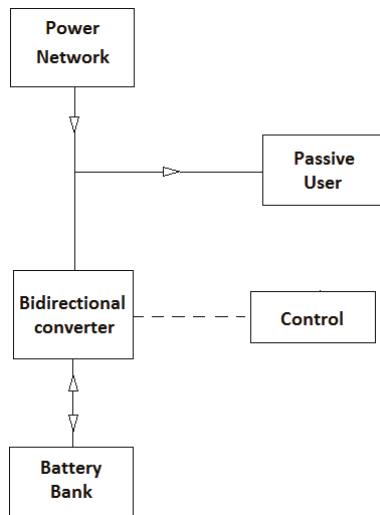 Power
Network
Passive
User
Bidirectional
converter
Control
Battery
Bank